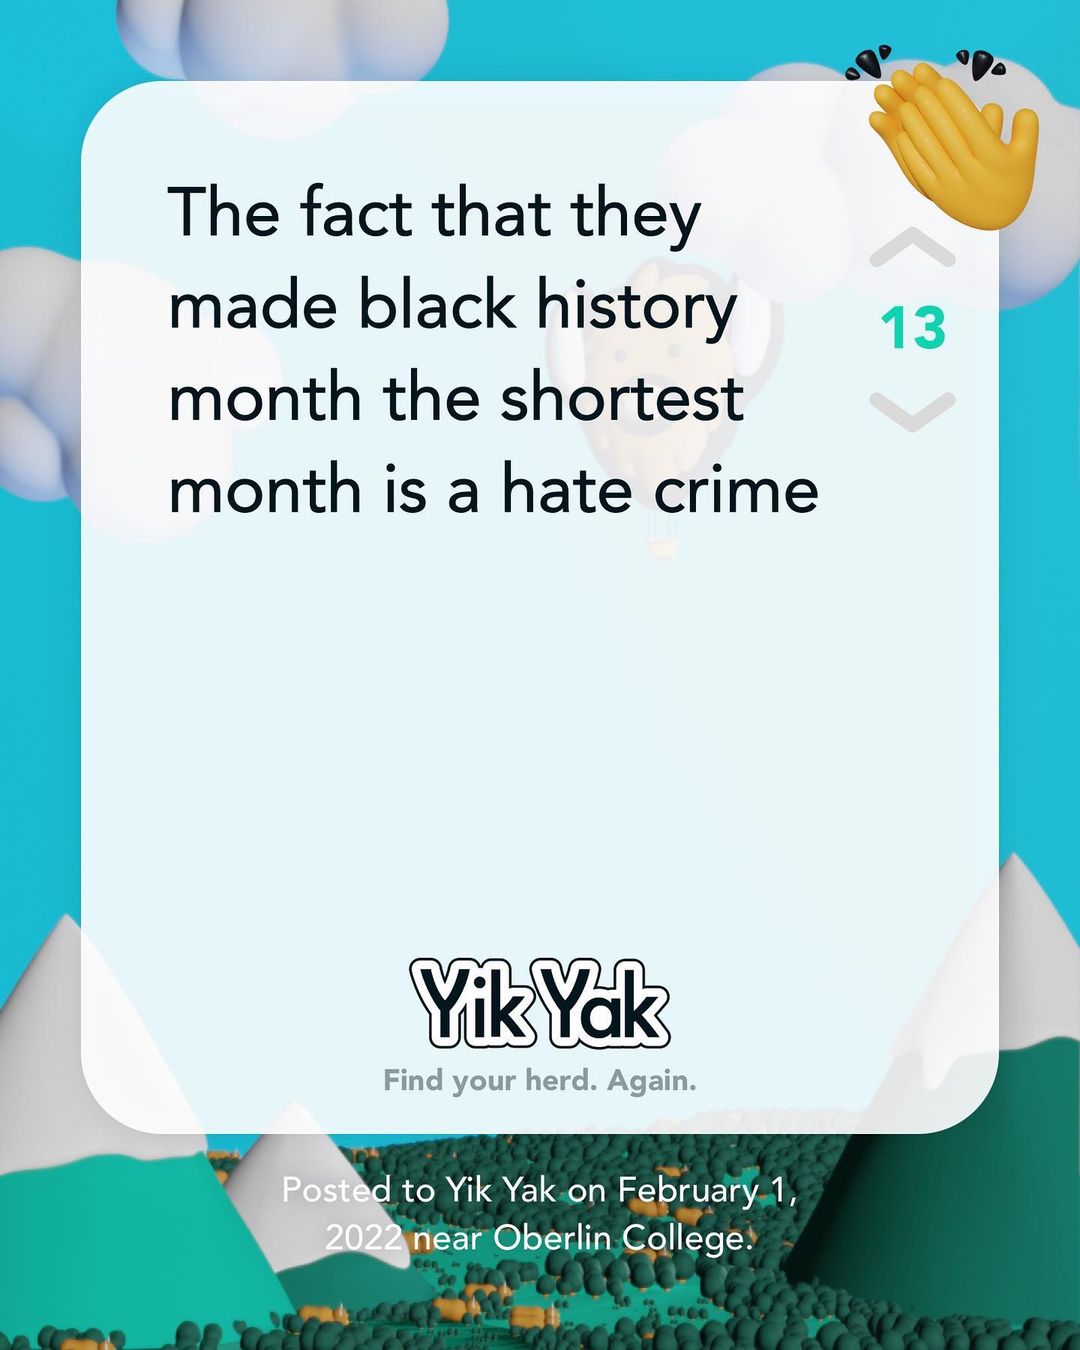 The fact that they
made black history
month the shortest
month is a hate crime
13
Yik Yak
Find your herd. Again.
Posted to Yik Yak on February 1,
2022 near Oberlin College.